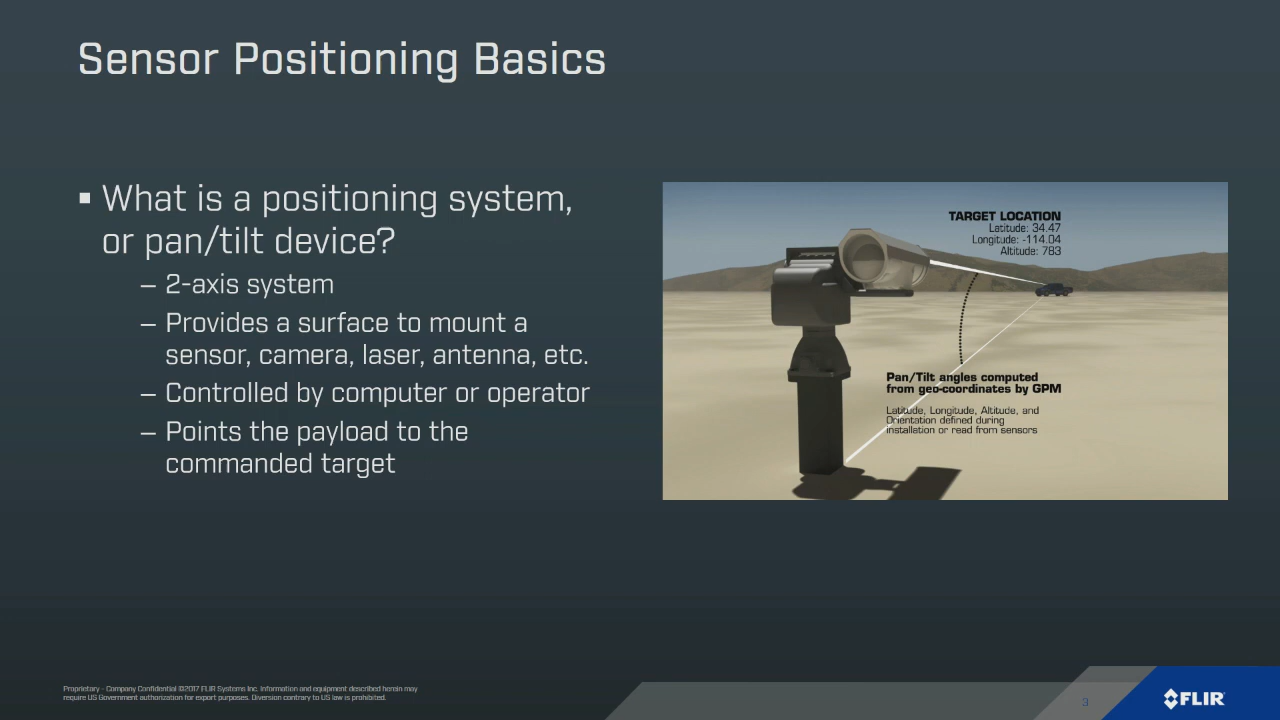 Sensor Positioning Basics
▪ What is a positioning system,
or pan/tilt device?
– 2-axis system
– Provides a surface to mount a
sensor, camera, laser, antenna, etc.
– Controlled by computer or operator
– Points the payload to the
commanded target
TARGET LOCATION
Latitude: 34.47
Longitude: -114.04
Altitude: 783
Pan/Tilt angles computed
from geo-coordinates by GPM
Latitude, Longitude, Altitude, and
Orientation defined during
installation or read from sensors
Proprietary - Company Confidential ©2017 FLIR Systems Inc. Information and equipment described herein may
require US Government authorization for export purposes. Diversion contrary to US law is prohibited.
3
FLIR